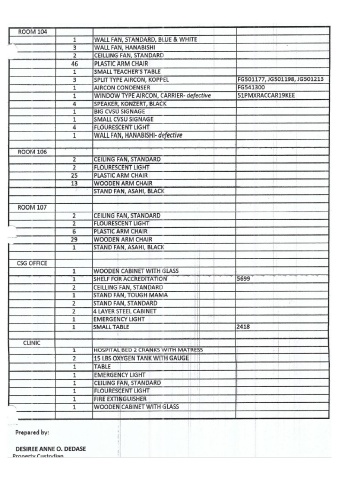 ROOM 104
1 WALL FAN, STANDARD, BLUE & WHITE
3 WALL FAN, HANABISHI
2 CEILLING FAN, STANDARD
46 PLASTIC ARM CHAIR
1 SMALL TEACHER'S TABLE
3 SPLIT TYPE AIRCON, KOPPEL FG501177, JG501198, JG501213
1 AIRCON CONDENSER FG541300
1 WINDOW TYPE AIRCON, CARRIER- defective 51PMXRACCAR19KEE
4 SPEAKER, KONZERT, BLACK
1 BIG CVSU SIGNAGE
1 SMALL CVSU SIGNAGE
4 FLOURESCENT LIGHT
1 WALL FAN, HANABISHI- defective
ROOM 106
2 CEILING FAN, STANDARD
2 FLOURESCENT LIGHT
25 PLASTIC ARM CHAIR
13 WOODEN ARM CHAIR
STAND FAN, ASAHI, BLACK
ROOM 107
2 CEILING FAN, STANDARD
2 FLOURESCENT LIGHT
6 PLASTIC ARM CHAIR
29 WOODEN ARM CHAIR
1 STAND FAN, ASAHI, BLACK
CSG OFFICE
1 WOODEN CABINET WITH GLASS
1 SHELF FOR ACCREDITATION 5699
2 CEILLING FAN, STANDARD
1 STAND FAN, TOUGH MAMA
2 STAND FAN, STANDARD
2 4 LAYER STEEL CABINET
1 EMERGENCY LIGHT
1 SMALL TABLE 2418
CLINIC
1 HOSPITAL BED 2 CRANKS WITH MATRESS
2 15 LBS OXYGEN TANK WITH GAUGE
1 TABLE
1 EMERGENCY LIGHT
1 CEILING FAN, STANDARD
1 FLOURESCENT LIGHT
1 FIRE EXTINGUISHER
1 WOODEN CABINET WITH GLASS
Prepared by:
DESIREE ANNE O. DEDASE
Property Custodian